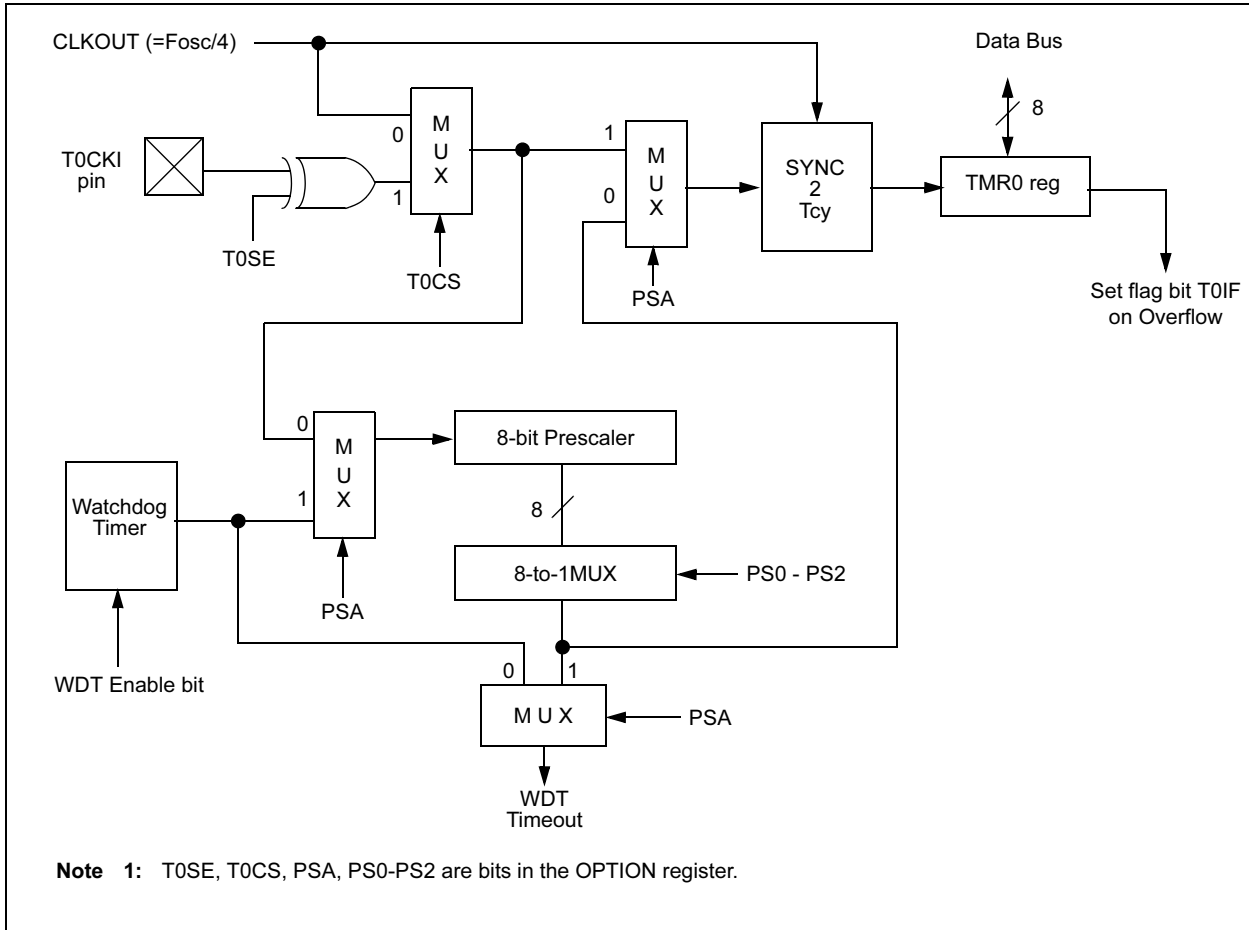 CLKOUT (=Fosc/4)
Data Bus
8
T0CKI
pin
T0SE
0
1
M
U
X
T0CS
1
0
M
U
X
PSA
SYNC
2
Tcy
TMR0 reg
Set flag bit T0IF
on Overflow
0
1
M
U
X
PSA
8-bit Prescaler
8
8-to-1MUX
PS0 - PS2
Watchdog
Timer
WDT Enable bit
0
1
M U X
PSA
WDT
Timeout
Note 1: T0SE, T0CS, PSA, PS0-PS2 are bits in the OPTION register.